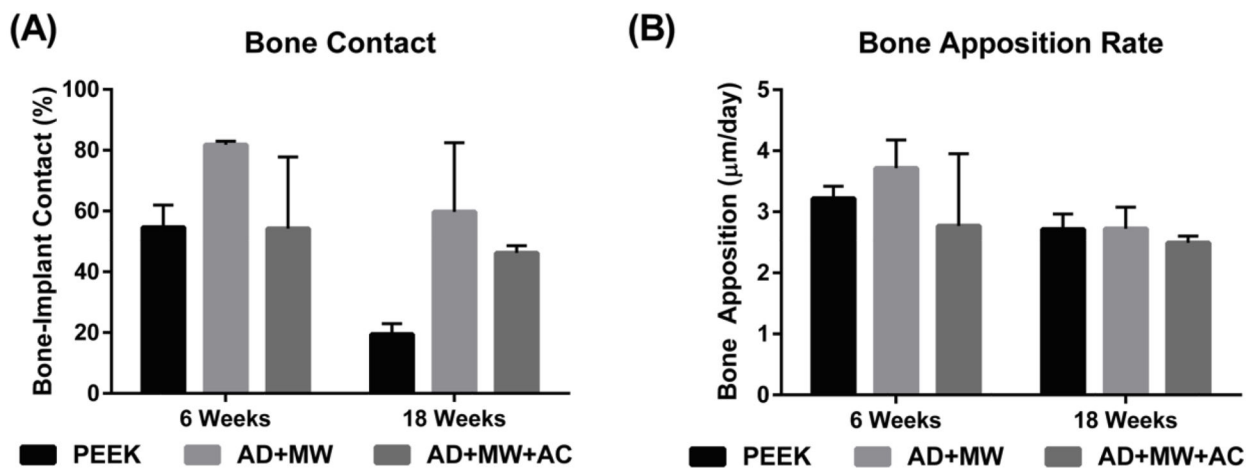 (A)
Bone Contact
Bone-Implant Contact (%)
100
80
60
40
20
0
6 Weeks 18 Weeks
PEEK AD+MW AD+MW+AC
(B)
Bone Apposition Rate
Bone Apposition (μm/day)
5
4
3
2
1
0
6 Weeks 18 Weeks
PEEK AD+MW AD+MW+AC